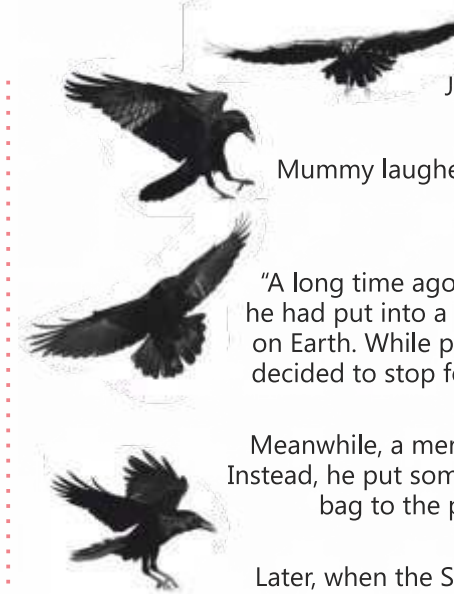 J
Mummy laughe
"A long time ago
he had put into a
on Earth. While p
decided to stop fo
Meanwhile, a mer
Instead, he put som
bag to the p
Later, when the S